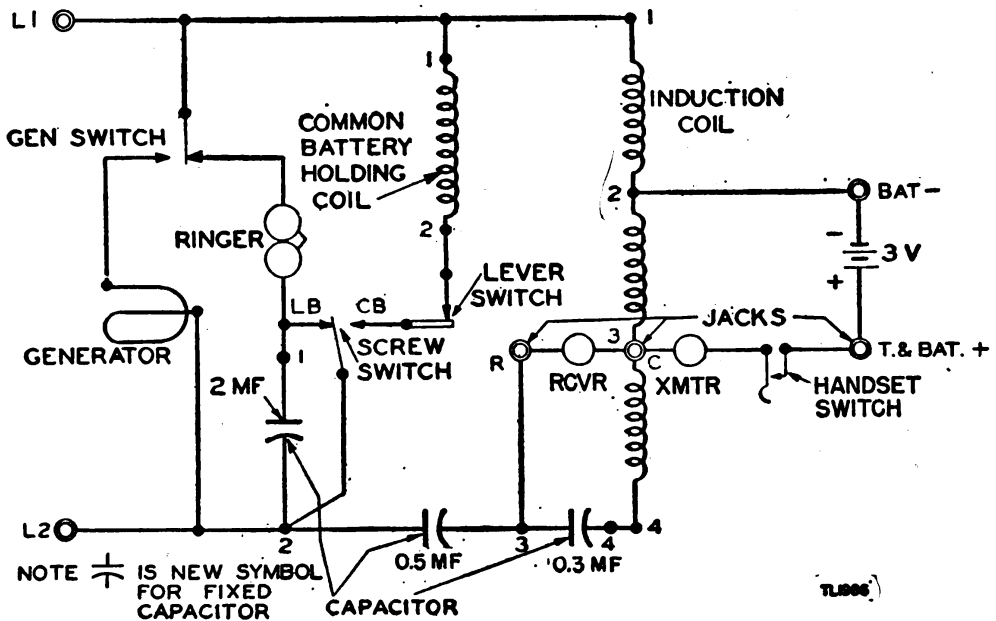 L1
1
1
INDUCTION
COIL
COMMON
BATTERY
HOLDING
COIL
GEN SWITCH
2
BAT -
RINGER
2
-
3 V
+
LEVER
SWITCH
LB
CB
JACKS
GENERATOR
SCREW
SWITCH
3
R
C
T.& BAT. +
1
RCVR
XMTR
HANDSET
SWITCH
2 MF
L2
2
3
4
4
0.5 MF
0.3 MF
NOTE
IS NEW SYMBOL
FOR FIXED
CAPACITOR
CAPACITOR